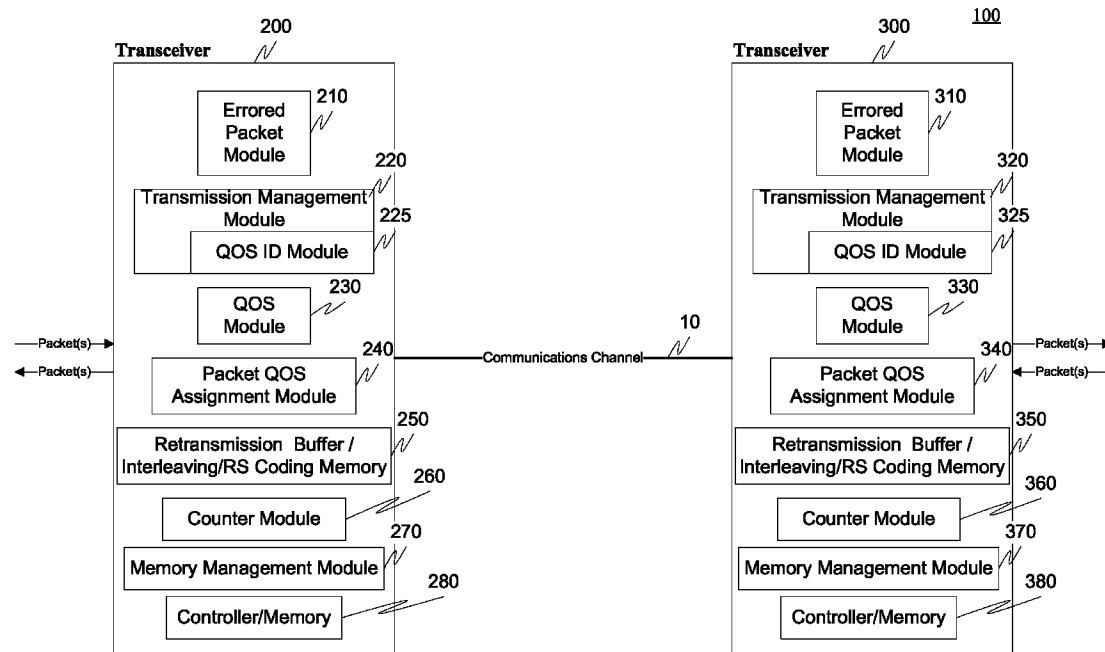 100
200
Transceiver
210
Errored
Packet
Module
220
Transmission Management
Module
225
QOS ID Module
230
QOS
Module
Packet(s)
Packet(s)
240
Packet QOS
Assignment Module
250
Retransmission Buffer /
Interleaving/RS Coding Memory
260
Counter Module
270
Memory Management Module
280
Controller/Memory
10
Communications Channel
300
Transceiver
310
Errored
Packet
Module
320
Transmission Management
Module
325
QOS ID Module
330
QOS
Module
Packet(s)
Packet(s)
340
Packet QOS
Assignment Module
350
Retransmission Buffer /
Interleaving/RS Coding Memory
360
Counter Module
370
Memory Management Module
380
Controller/Memory